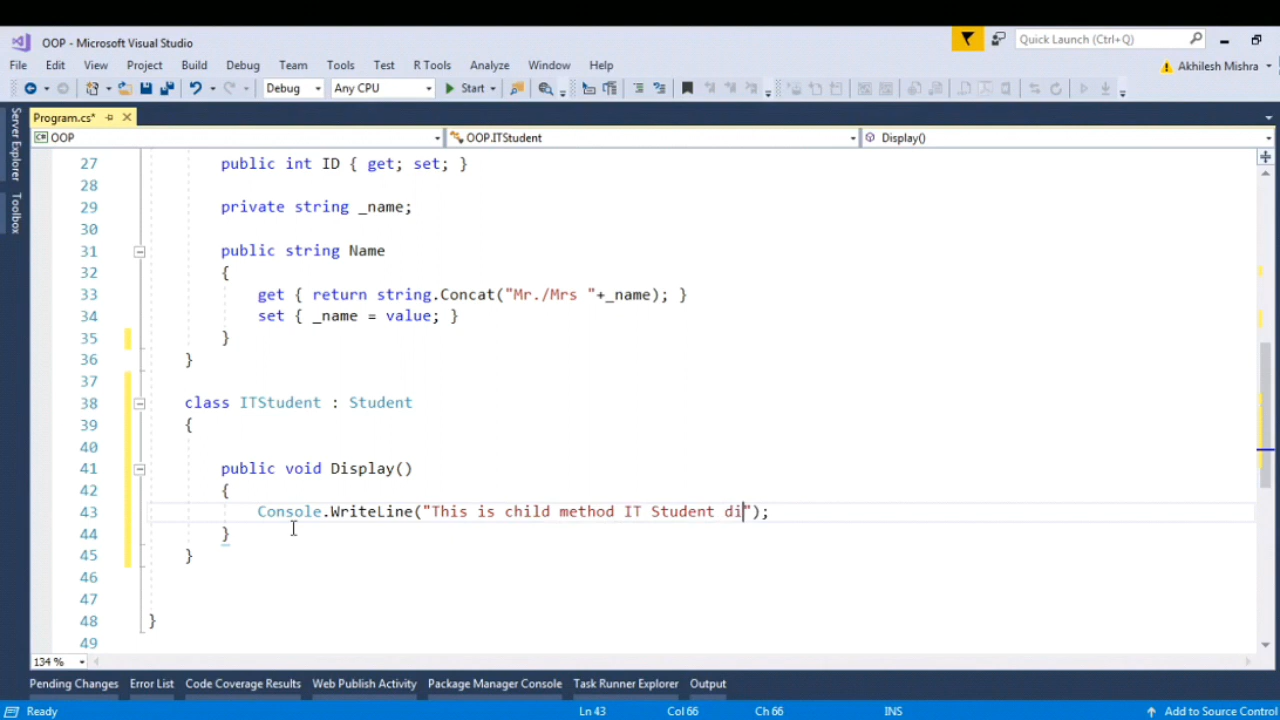 OOP - Microsoft Visual Studio
Quick Launch (Ctrl+Q)
File Edit View Project Build Debug Team Tools Test R Tools Analyze Window Help
Akhilesh Mishra
Debug Any CPU Start
Server Explorer
Toolbox
Program.cs*
OOP OOP.ITStudent Display()
27 public int ID { get; set; }
28
29 private string _name;
30
31 public string Name
32 {
33 get { return string.Concat("Mr./Mrs "+_name); }
34 set { _name = value; }
35 }
36 }
37
38 class ITStudent : Student
39 {
40
41 public void Display()
42 {
43 Console.WriteLine("This is child method IT Student di");
44 }
45 }
46
47
48 }
49
134 %
Pending Changes Error List Code Coverage Results Web Publish Activity Package Manager Console Task Runner Explorer Output
Ready Ln 43 Col 66 Ch 66 INS Add to Source Control